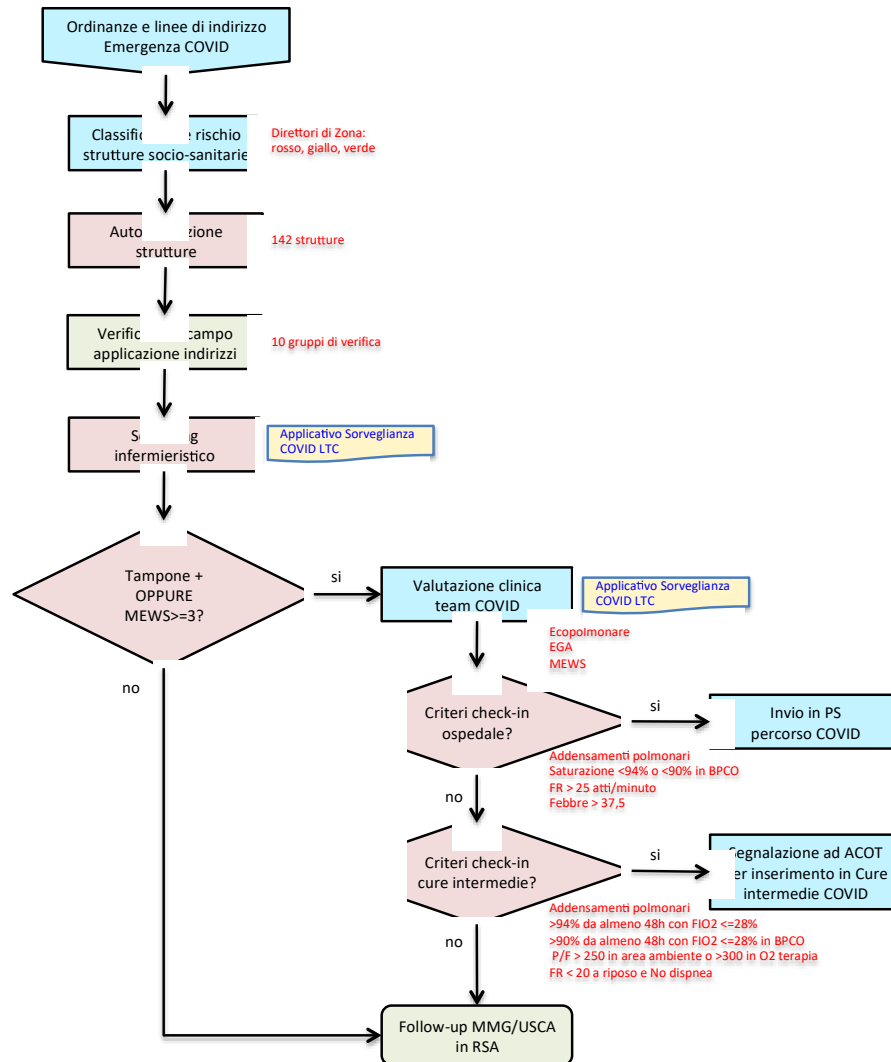 Ordinanze e linee di indirizzo
Emergenza COVID
rischio
strutture socio-sanitarie
Direttori di Zona:
rosso, giallo, verde
strutture
142 strutture
campo
applicazione indirizzi
10 gruppi di verifica
infermieristico
Applicativo Sorveglianza
COVID LTC
Tampone +
OPPURE
MEWS>=3?
si
Valutazione clinica
team COVID
Applicativo Sorveglianza
COVID LTC
Ecopolmonare
EGA
MEWS
no
Criteri check-in
ospedale?
si
Invio in PS
percorso COVID
Addensamenti polmonari
Saturazione <94% o <90% in BPCO
FR > 25 atti/minuto
Febbre > 37,5
no
Criteri check-in
cure intermedie?
si
Segnalazione ad ACOT
per inserimento in Cure
intermedie COVID
Addensamenti polmonari
>94% da almeno 48h con FIO2 <=28%
>90% da almeno 48h con FIO2 <=28% in BPCO
P/F > 250 in area ambiente o >300 in O2 terapia
FR < 20 a riposo e No dispnea
no
Follow-up MMG/USCA
in RSA